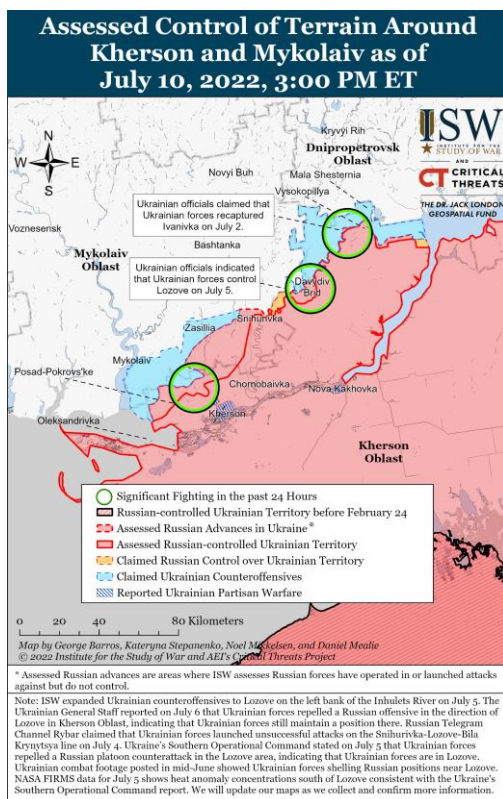 Assessed Control of Terrain Around
Kherson and Mykolaiv as of
July 10, 2022, 3:00 PM ET
N
W
E
S
Kryvyi Rih
Dnipropetrovsk
Oblast
ISW
INSTITUTE FOR THE
STUDY OF WAR
AND
CT CRITICAL
THREATS
THE DR. JACK LONDON
GEOSPATIAL FUND
Novyi Buh
Mala Shesternia
Vysokopillya
Ukrainian officials claimed that
Ukrainian forces recaptured
Ivanivka on July 2.
Voznesensk
Bashtanka
Mykolaiv
Oblast
Ukrainian officials indicated
that Ukrainian forces control
Lozove on July 5.
Davydiv
Brid
Snihurivka
Zasillia
Mykolaiv
Posad-Pokrovs'ke
Chornobaivka
Nova Kakhovka
Kherson
Oleksandrivka
Kherson
Oblast
Significant Fighting in the past 24 Hours
Russian-controlled Ukrainian Territory before February 24
Assessed Russian Advances in Ukraine*
Assessed Russian-controlled Ukrainian Territory
Claimed Russian Control over Ukrainian Territory
Claimed Ukrainian Counteroffensives
Reported Ukrainian Partisan Warfare
0 20 40 80 Kilometers
Map by George Barros, Kateryna Stepanenko, Noel Mikkelsen, and Daniel Mealie
© 2022 Institute for the Study of War and AEI's Critical Threats Project
* Assessed Russian advances are areas where ISW assesses Russian forces have operated in or launched attacks
against but do not control.
Note: ISW expanded Ukrainian counteroffensives to Lozove on the left bank of the Inhulets River on July 5. The
Ukrainian General Staff reported on July 6 that Ukrainian forces repelled a Russian offensive in the direction of
Lozove in Kherson Oblast, indicating that Ukrainian forces still maintain a position there. Russian Telegram
Channel Rybar claimed that Ukrainian forces launched unsuccessful attacks on the Snihurivka-Lozove-Bila
Krynytsya line on July 4. Ukraine's Southern Operational Command stated on July 5 that Ukrainian forces
repelled a Russian platoon counterattack in the Lozove area, indicating that Ukrainian forces are in Lozove.
Ukrainian combat footage posted in mid-June showed Ukrainian forces shelling Russian positions near Lozove.
NASA FIRMS data for July 5 shows heat anomaly concentrations south of Lozove consistent with the Ukraine's
Southern Operational Command report. We will update our maps as we collect and confirm more information.